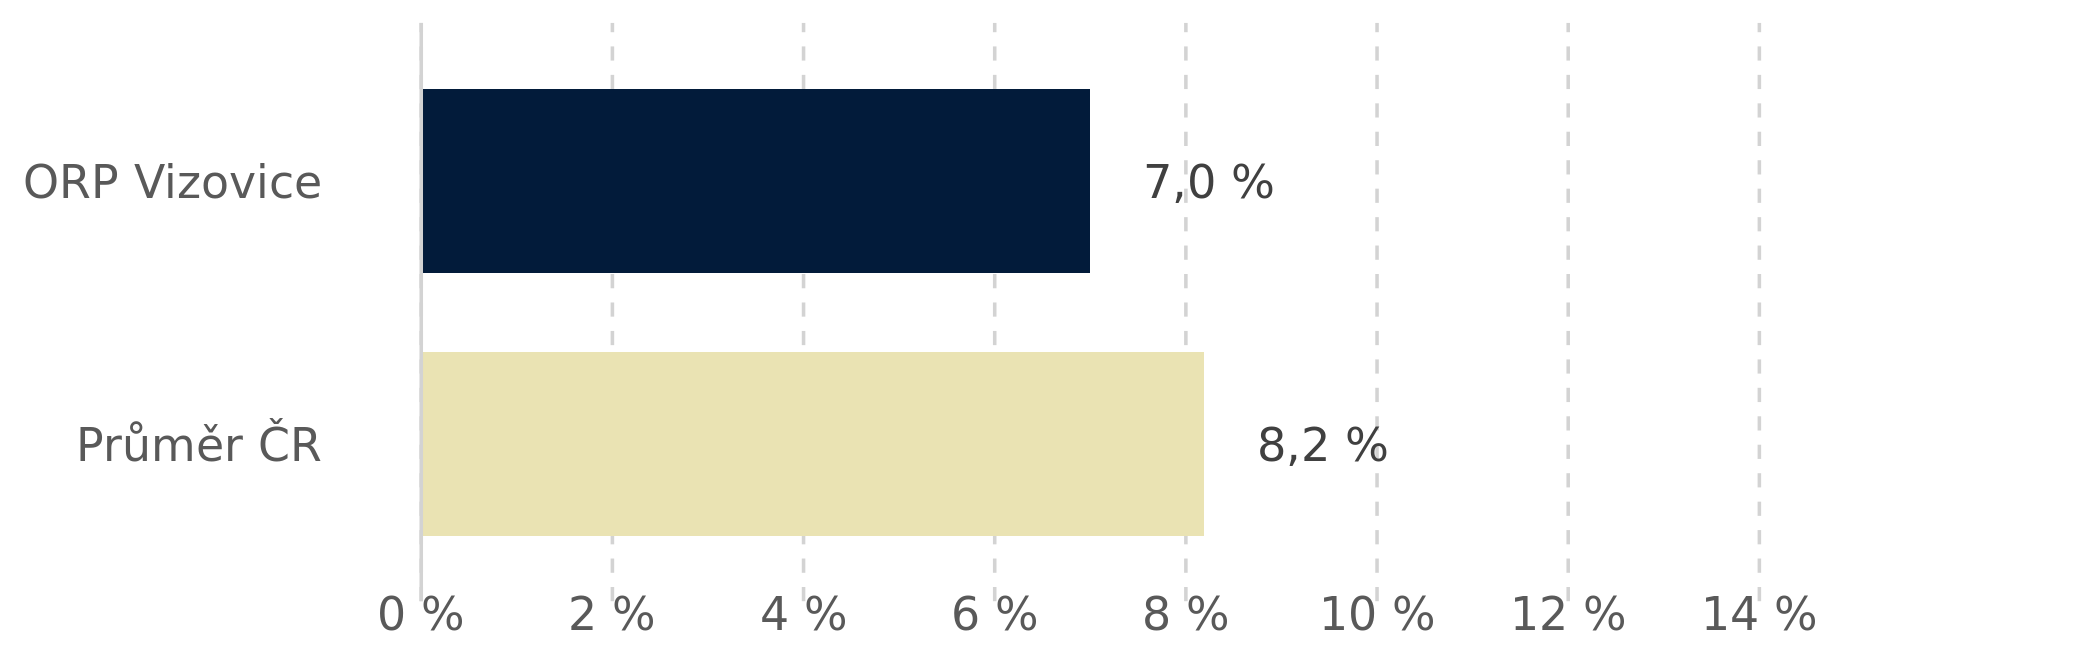 ORP Vizovice 7,0 %
Průměr ČR 8,2 %
0 % 2 % 4 % 6 % 8 % 10 % 12 % 14 %